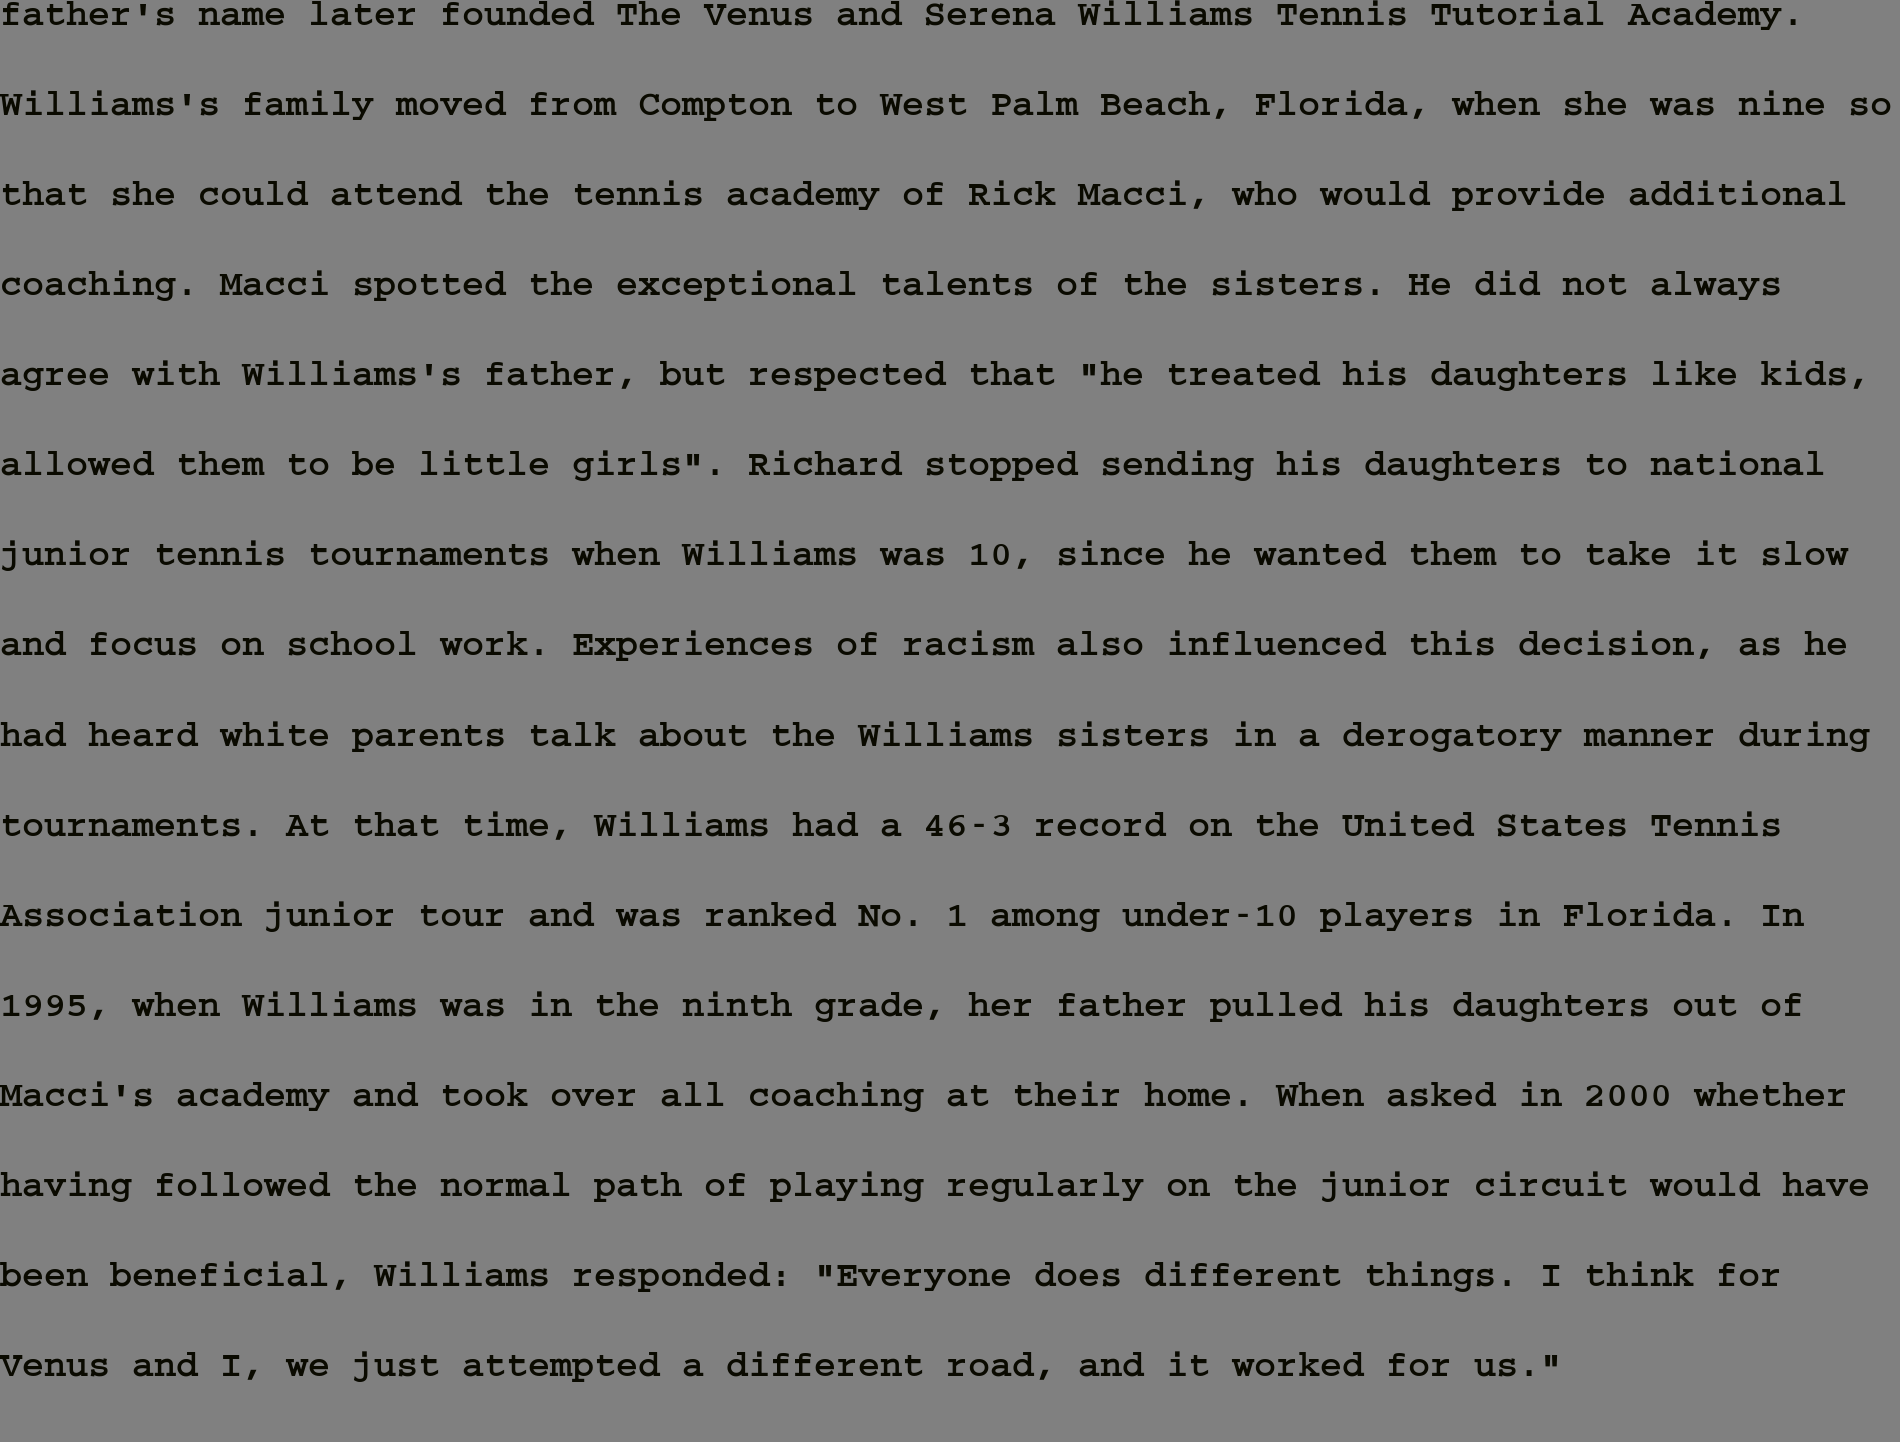 father's name later founded The Venus and Serena Williams Tennis Tutorial Academy.
Williams's family moved from Compton to West Palm Beach, Florida, when she was nine so
that she could attend the tennis academy of Rick Macci, who would provide additional
coaching. Macci spotted the exceptional talents of the sisters. He did not always
agree with Williams's father, but respected that "he treated his daughters like kids,
allowed them to be little girls". Richard stopped sending his daughters to national
junior tennis tournaments when Williams was 10, since he wanted them to take it slow
and focus on school work. Experiences of racism also influenced this decision, as he
had heard white parents talk about the Williams sisters in a derogatory manner during
tournaments. At that time, Williams had a 46-3 record on the United States Tennis
Association junior tour and was ranked No. 1 among under-10 players in Florida. In
1995, when Williams was in the ninth grade, her father pulled his daughters out of
Macci's academy and took over all coaching at their home. When asked in 2000 whether
having followed the normal path of playing regularly on the junior circuit would have
been beneficial, Williams responded: "Everyone does different things. I think for
Venus and I, we just attempted a different road, and it worked for us."